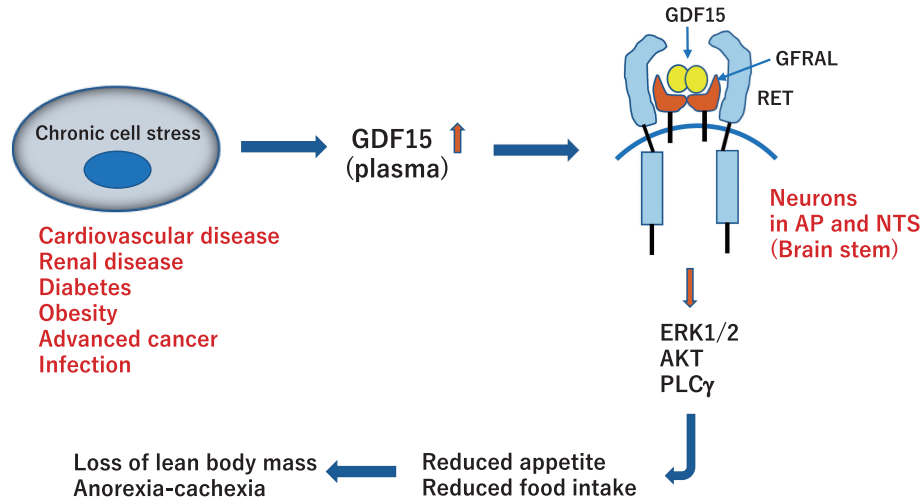 Chronic cell stress
Cardiovascular disease
Renal disease
Diabetes
Obesity
Advanced cancer
Infection
GDF15
(plasma)
GDF15
GFRAL
RET
Neurons
in AP and NTS
(Brain stem)
ERK1/2
AKT
PLCγ
Reduced appetite
Reduced food intake
Loss of lean body mass
Anorexia-cachexia